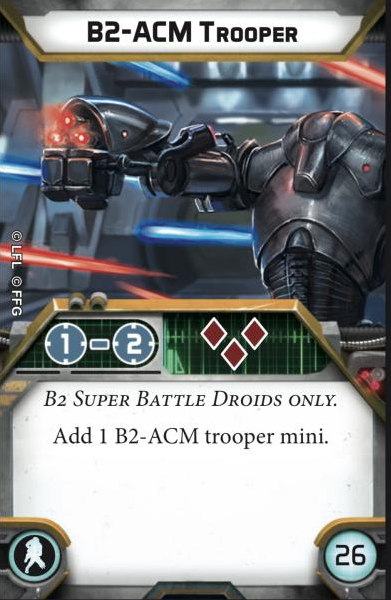 B2-ACM Trooper
© LFL © FFG
1 - 2
B2 Super Battle Droids only.
Add 1 B2-ACM trooper mini.
26